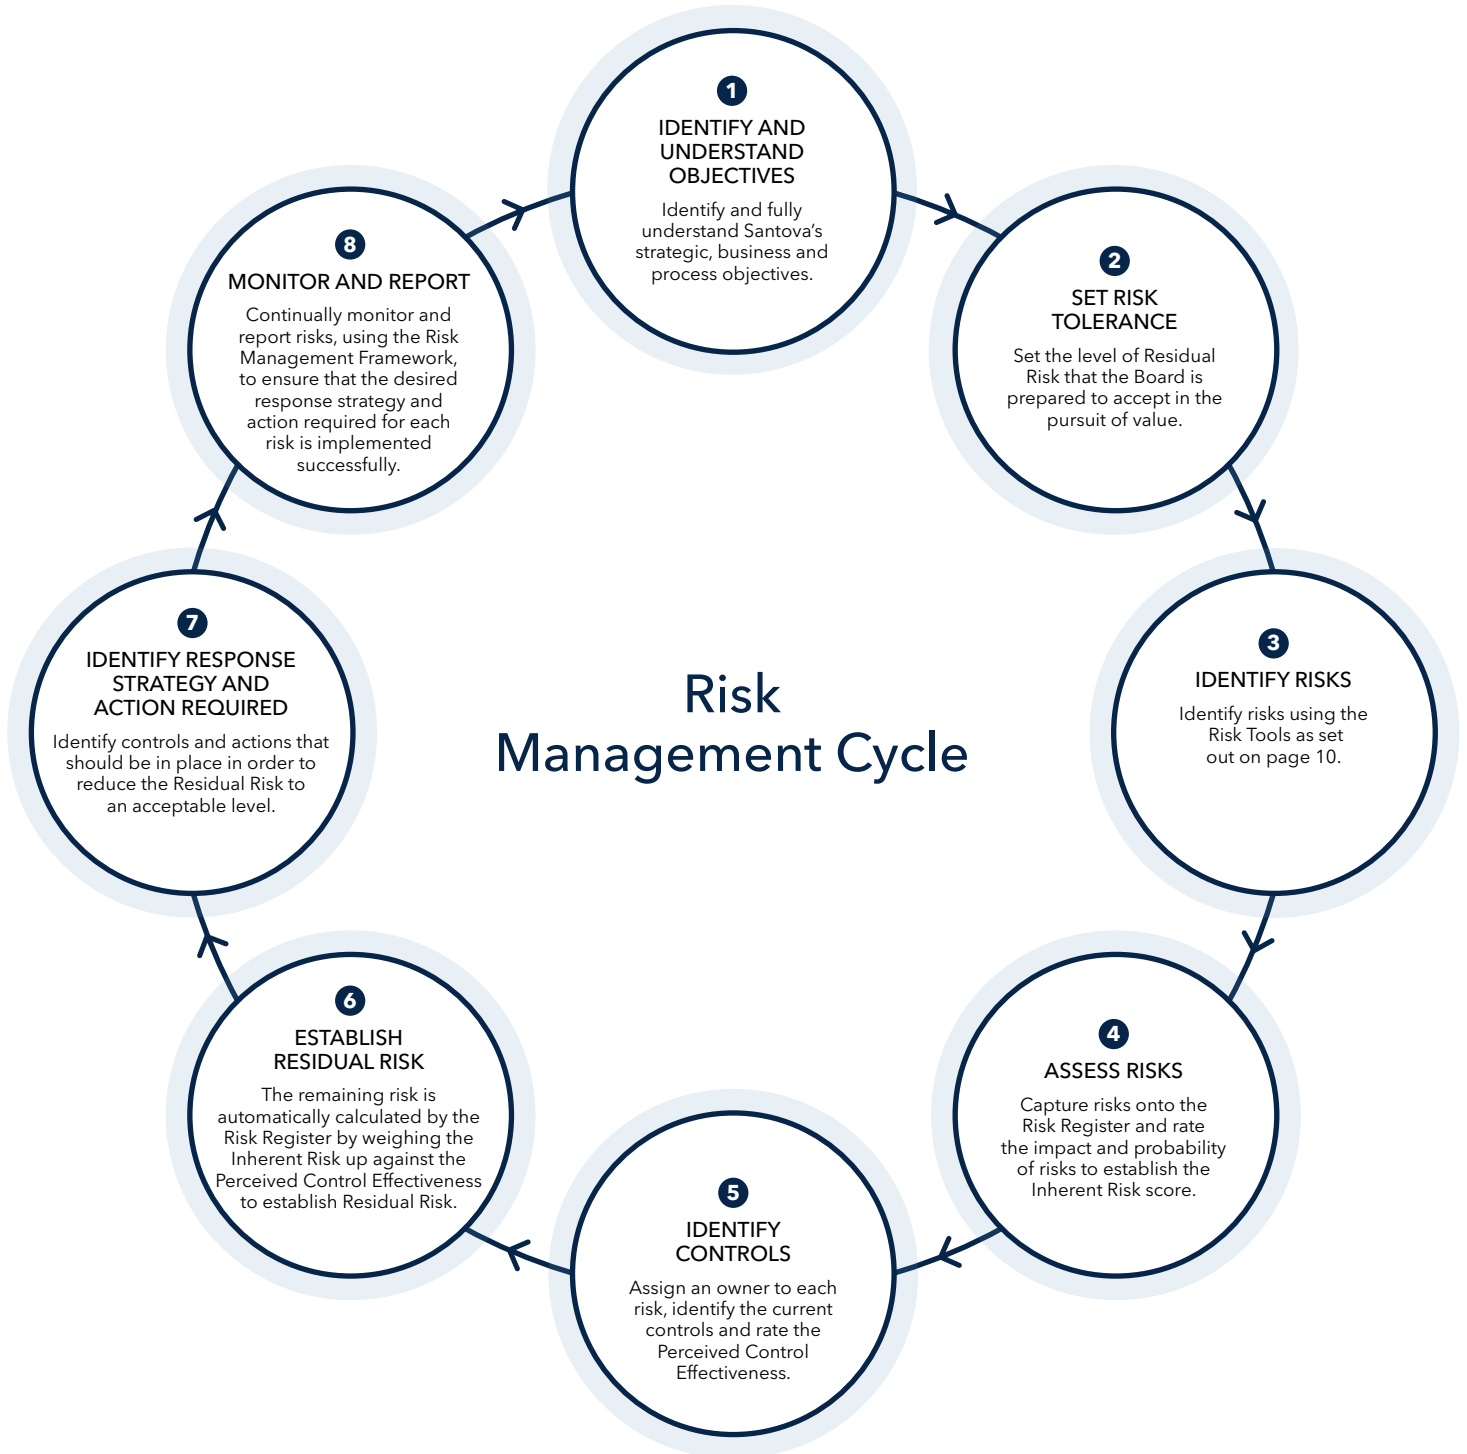 1
IDENTIFY AND
UNDERSTAND
OBJECTIVES
Identify and fully
understand Santova’s
strategic, business and
process objectives.
2
SET RISK
TOLERANCE
Set the level of Residual
Risk that the Board is
prepared to accept in the
pursuit of value.
3
IDENTIFY RISKS
Identify risks using the
Risk Tools as set
out on page 10.
4
ASSESS RISKS
Capture risks onto the
Risk Register and rate
the impact and probability
of risks to establish the
Inherent Risk score.
5
IDENTIFY
CONTROLS
Assign an owner to each
risk, identify the current
controls and rate the
Perceived Control
Effectiveness.
6
ESTABLISH
RESIDUAL RISK
The remaining risk is
automatically calculated by the
Risk Register by weighing the
Inherent Risk up against the
Perceived Control Effectiveness
to establish Residual Risk.
7
IDENTIFY RESPONSE
STRATEGY AND
ACTION REQUIRED
Identify controls and actions that
should be in place in order to
reduce the Residual Risk to
an acceptable level.
8
MONITOR AND REPORT
Continually monitor and
report risks, using the Risk
Management Framework,
to ensure that the desired
response strategy and
action required for each
risk is implemented
successfully.
Risk
Management Cycle